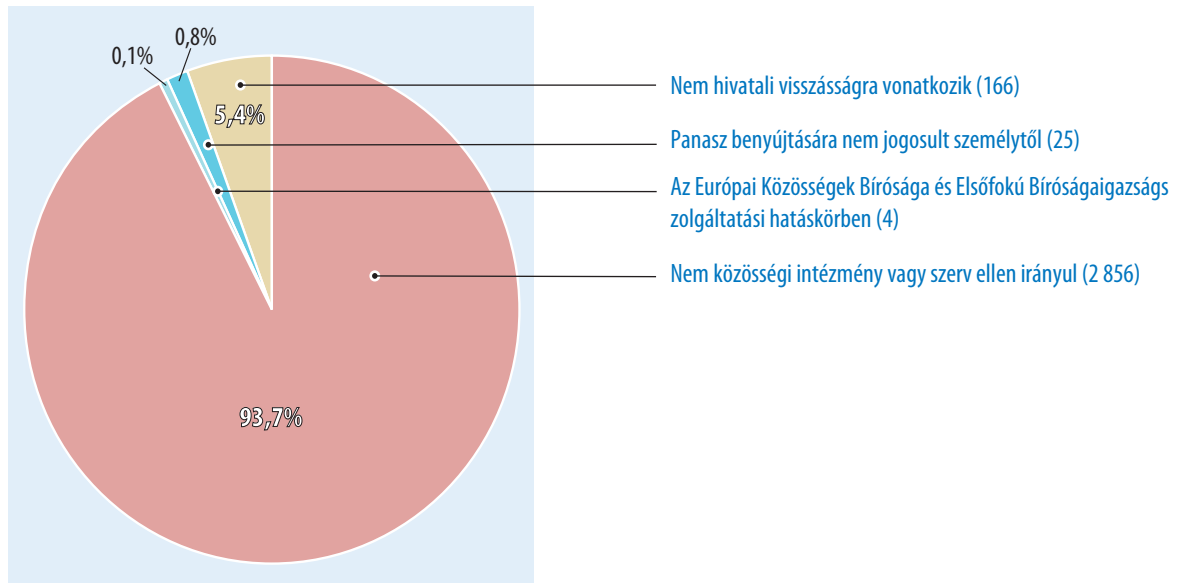 0,8%
0,1%
5,4%
93,7%
Nem hivatali visszásságra vonatkozik (166)
Panasz benyújtására nem jogosult személytől (25)
Az Európai Közösségek Bírósága és Elsőfokú Bíróságaigazságs
zolgáltatási hatáskörben (4)
Nem közösségi intézmény vagy szerv ellen irányul (2 856)